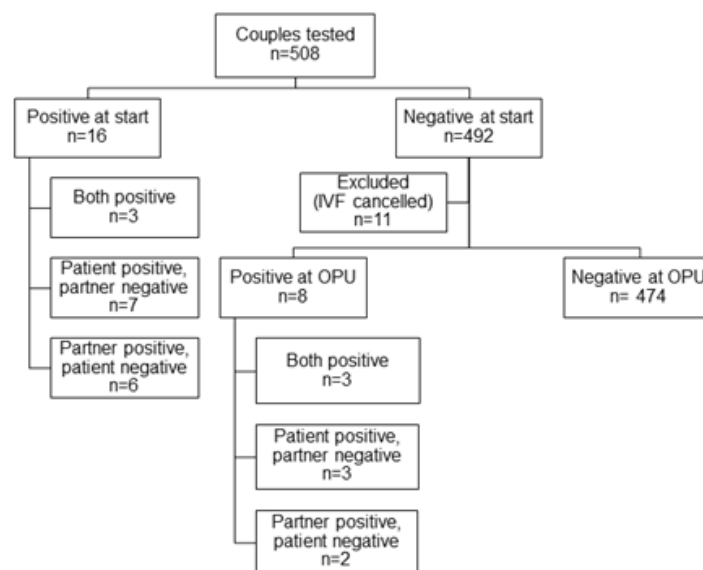 Couples tested
n=508
Positive at start
n=16
Negative at start
n=492
Both positive
n=3
Excluded
(IVF cancelled)
n=11
Patient positive,
partner negative
n=7
Positive at OPU
n=8
Negative at OPU
n= 474
Partner positive,
patient negative
n=6
Both positive
n=3
Patient positive,
partner negative
n=3
Partner positive,
patient negative
n=2